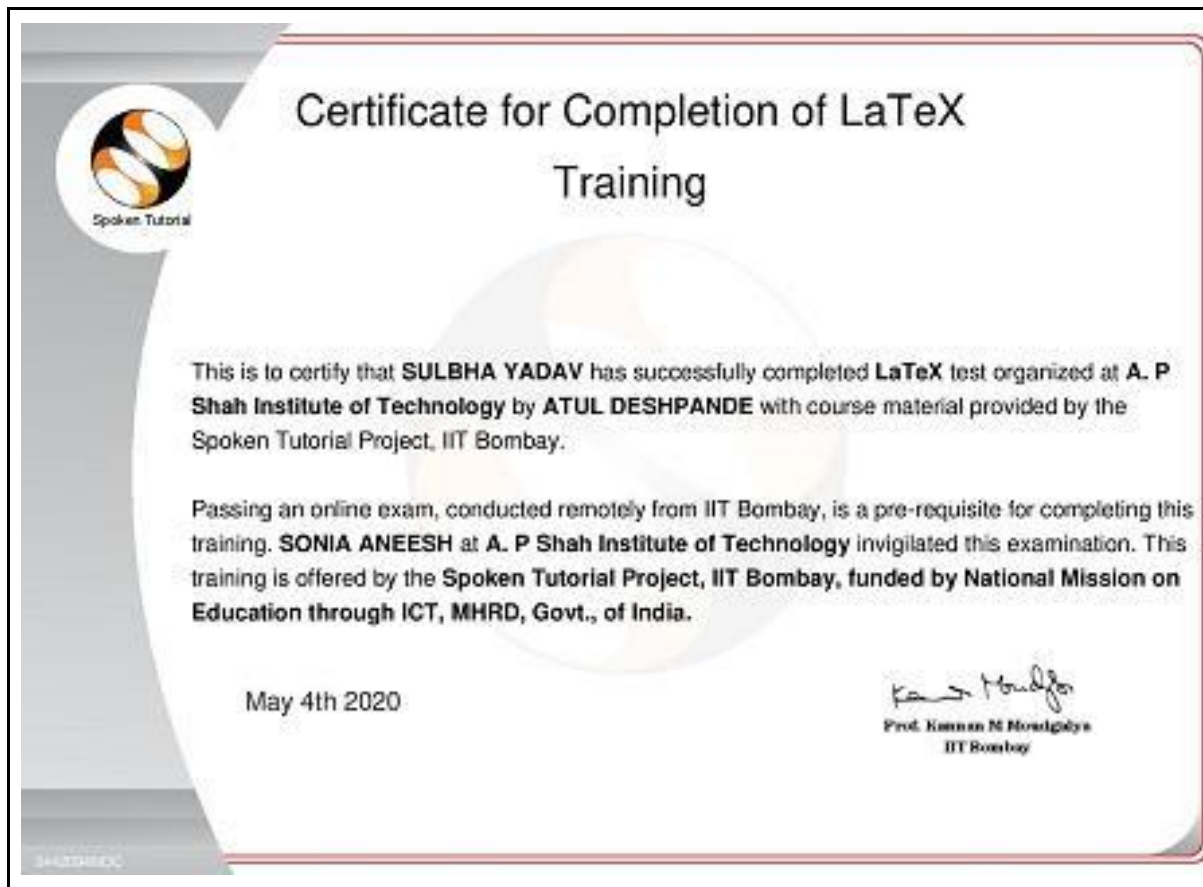 Certificate for Completion of LaTeX
Training
Spoken Tutorial
This is to certify that SULBHA YADAV has successfully completed LaTeX test organized at A. P
Shah Institute of Technology by ATUL DESHPANDE with course material provided by the
Spoken Tutorial Project, IIT Bombay.
Passing an online exam, conducted remotely from IIT Bombay, is a pre-requisite for completing this
training. SONIA ANEESH at A. P Shah Institute of Technology invigilated this examination. This
training is offered by the Spoken Tutorial Project, IIT Bombay, funded by National Mission on
Education through ICT, MHRD, Govt., of India.
May 4th 2020
Prof. Kannan M Moudgalya
IIT Bombay